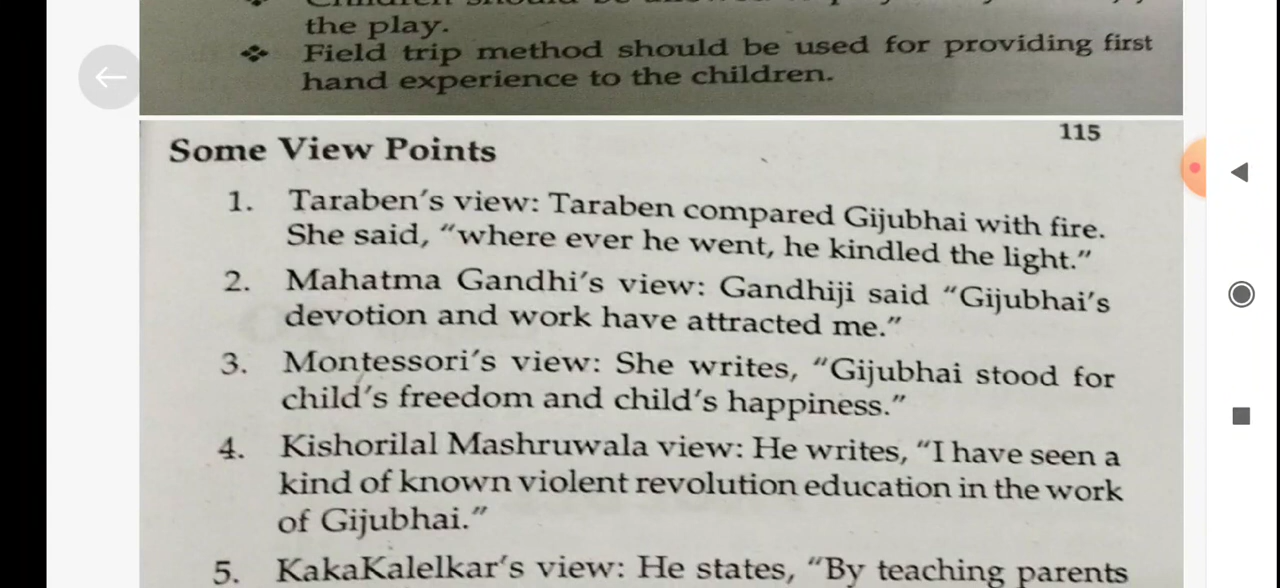 the play.
❖ Field trip method should be used for providing first
hand experience to the children.
115
Some View Points
1. Taraben's view: Taraben compared Gijubhai with fire.
She said, "where ever he went, he kindled the light."
2. Mahatma Gandhi's view: Gandhiji said "Gijubhai's
devotion and work have attracted me."
3. Montessori's view: She writes, "Gijubhai stood for
child's freedom and child's happiness."
4. Kishorilal Mashruwala view: He writes, "I have seen a
kind of known violent revolution education in the work
of Gijubhai."
5. KakaKalelkar's view: He states, "By teaching parents